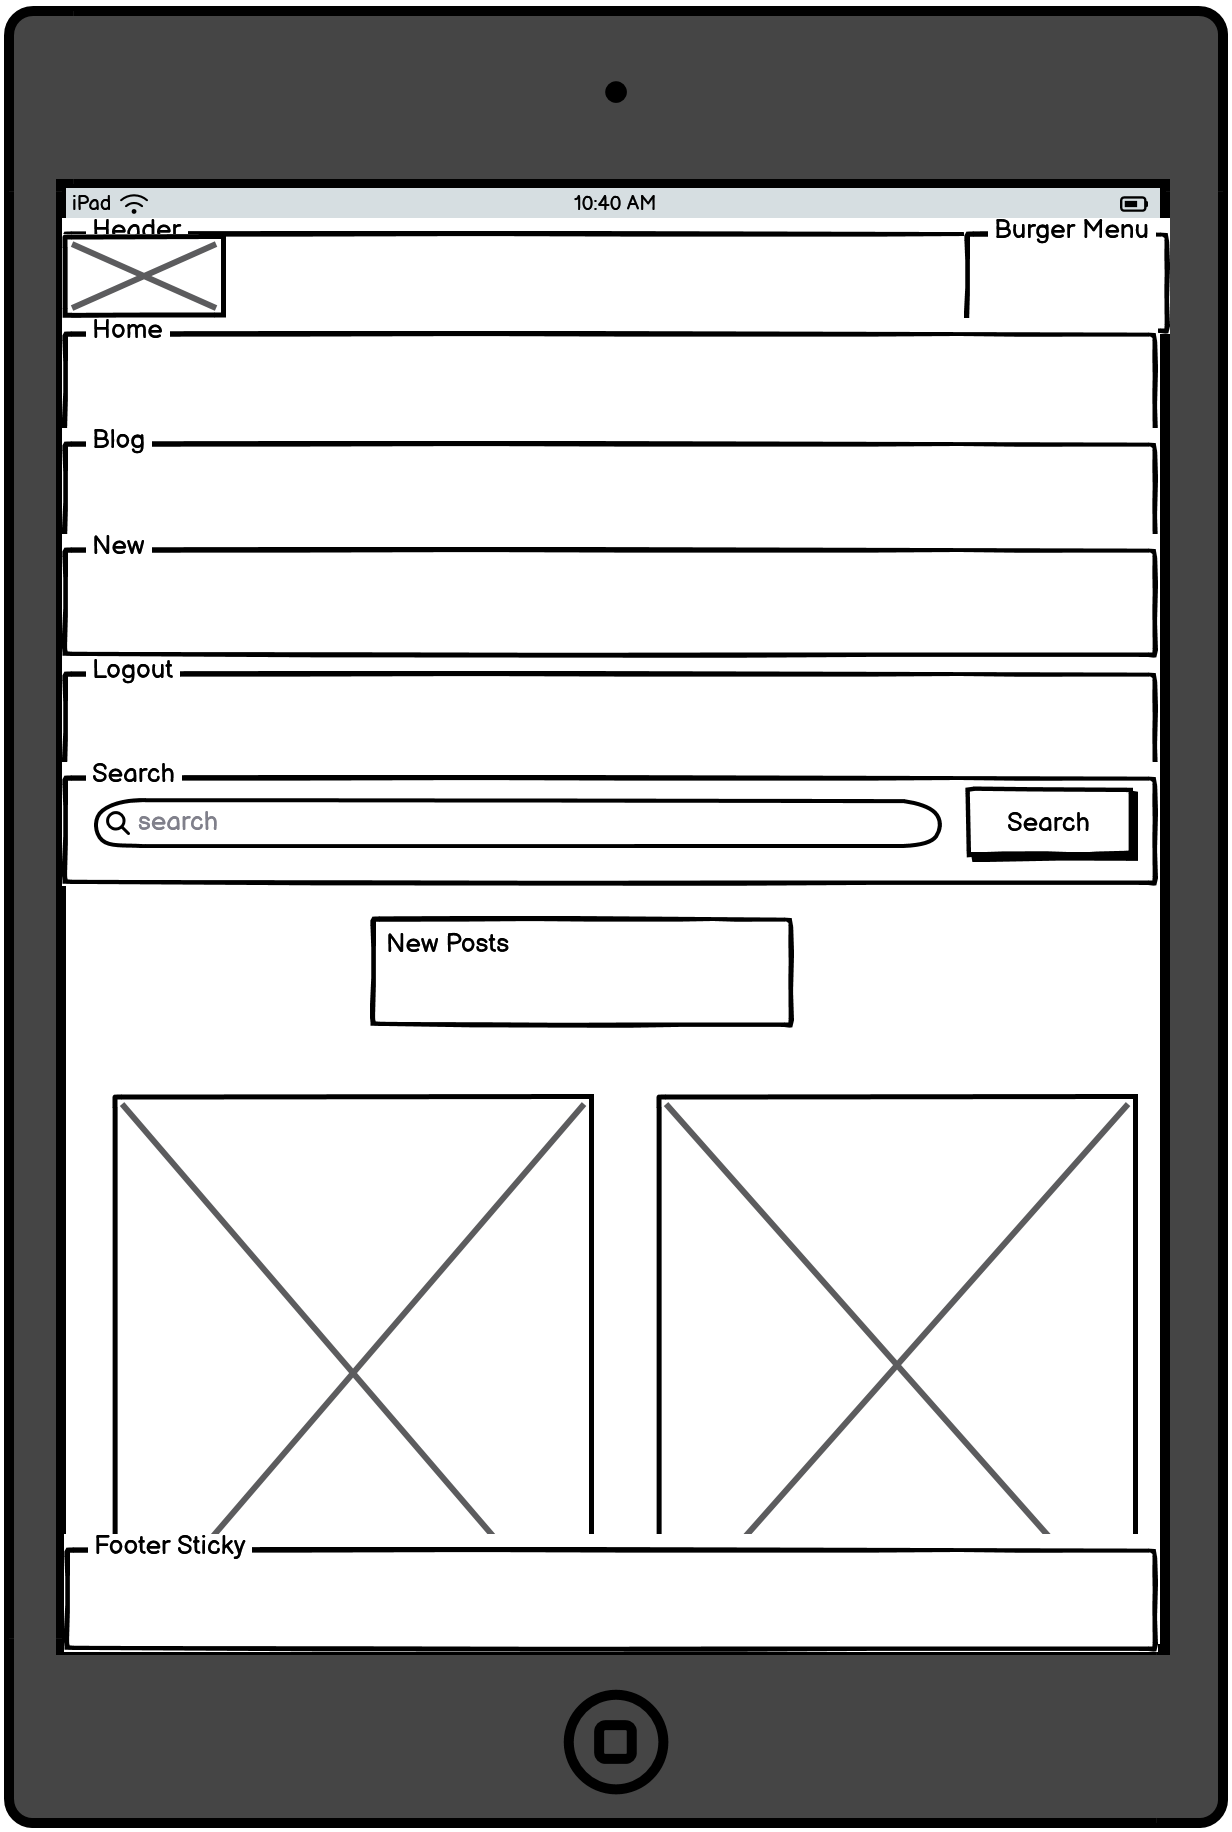 iPad 10:40 AM
Header
Burger Menu
Home
Blog
New
Logout
Search
search
Search
New Posts
Footer Sticky